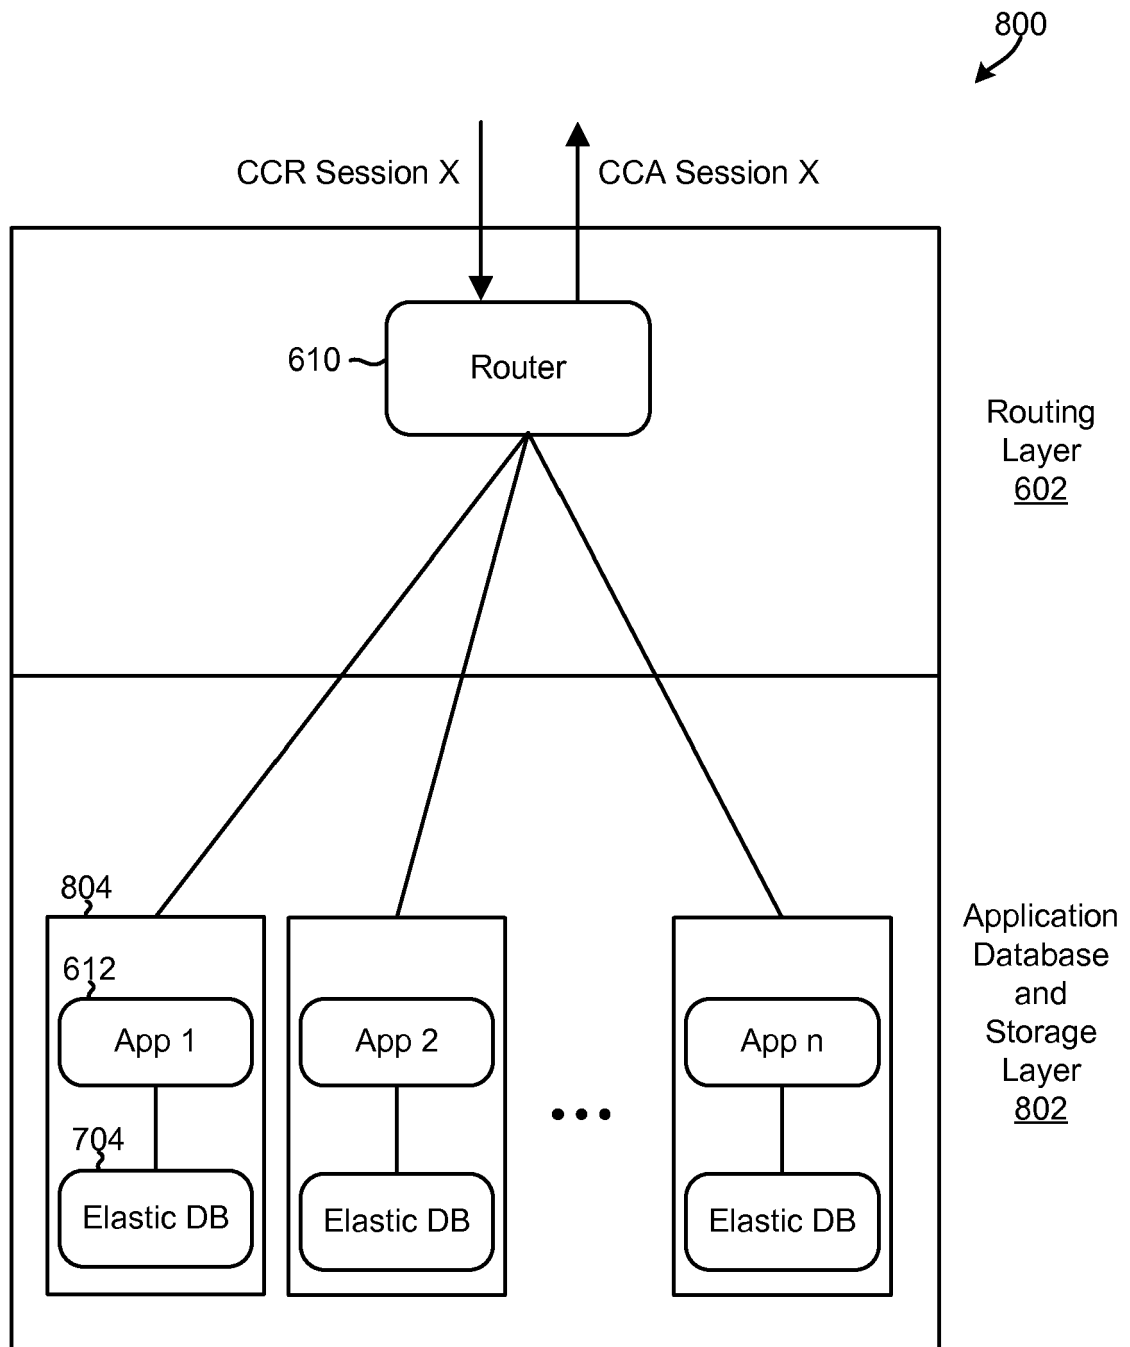 800
CCR Session X
CCA Session X
610
Router
Routing
Layer
602
804
612
App 1
App 2
App n
704
Elastic DB
Elastic DB
Elastic DB
Application
Database
and
Storage
Layer
802